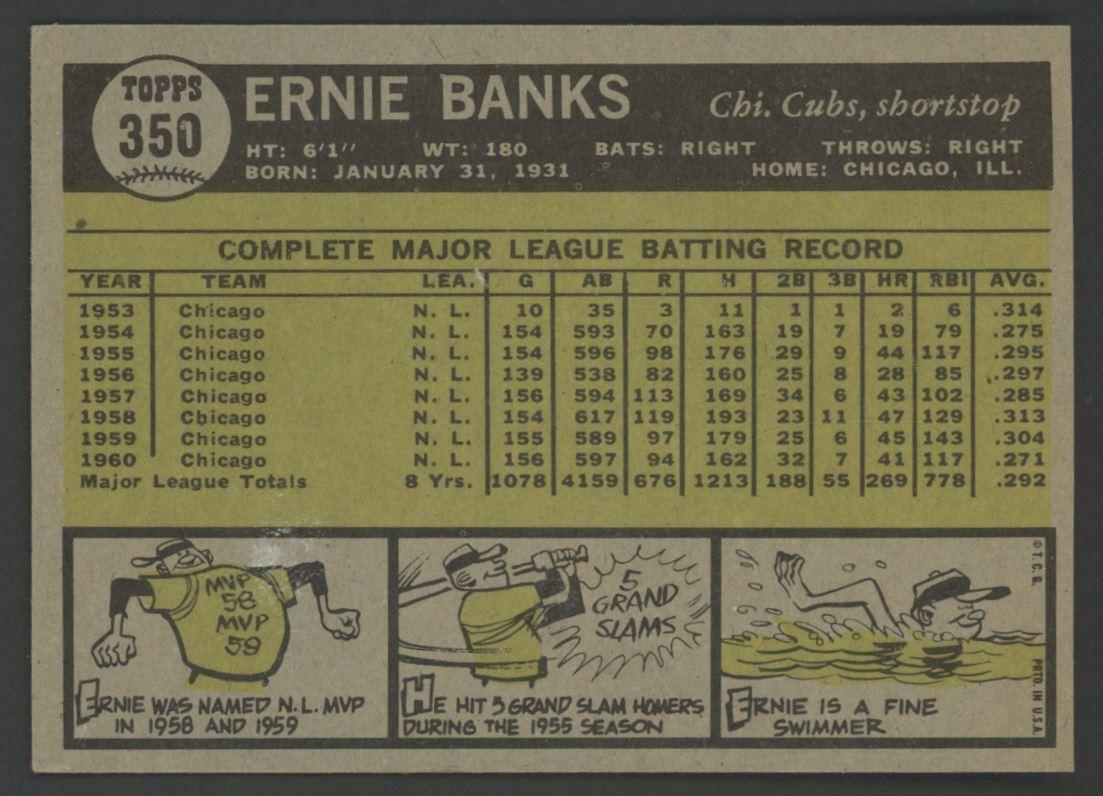 TOPPS
350
ERNIE BANKS
Chi. Cubs, shortstop
HT: 6'1" WT: 180 BATS: RIGHT THROWS: RIGHT
BORN: JANUARY 31, 1931 HOME: CHICAGO, ILL.
COMPLETE MAJOR LEAGUE BATTING RECORD
YEAR TEAM LEA. G AB R H 2B 3B HR RBI AVG.
1953 Chicago N. L. 10 35 3 11 1 1 2 6 .314
1954 Chicago N. L. 154 593 70 163 19 7 19 79 .275
1955 Chicago N. L. 154 596 98 176 29 9 44 117 .295
1956 Chicago N. L. 139 538 82 160 25 8 28 85 .297
1957 Chicago N. L. 156 594 113 169 34 6 43 102 .285
1958 Chicago N. L. 154 617 119 193 23 11 47 129 .313
1959 Chicago N. L. 155 589 97 179 25 6 45 143 .304
1960 Chicago N. L. 156 597 94 162 32 7 41 117 .271
Major League Totals 8 Yrs. 1078 4159 676 1213 188 55 269 778 .292
MVP
58
MVP
59
ERNIE WAS NAMED N.L. MVP
IN 1958 AND 1959
5
GRAND
SLAMS
HE HIT 5 GRAND SLAM HOMERS
DURING THE 1955 SEASON
ERNIE IS A FINE
SWIMMER
© T.C.G.
PRTD. IN U.S.A.